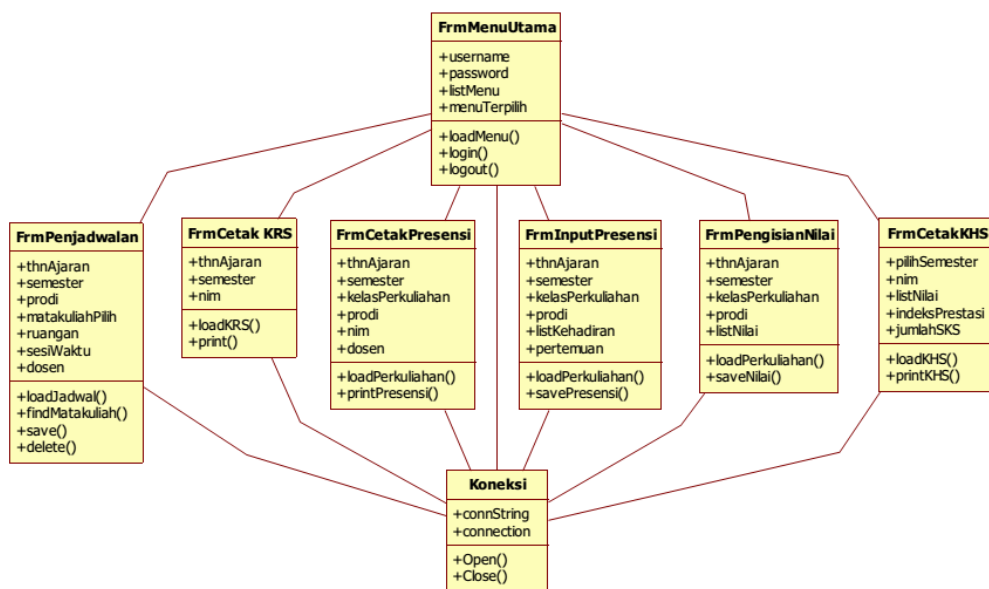 FrmMenuUtama
+username
+password
+listMenu
+menuTerpilih
+loadMenu()
+login()
+logout()
FrmPenjadwalan
+thnAjaran
+semester
+prodi
+matakuliahPilih
+ruangan
+sesiWaktu
+dosen
+loadJadwal()
+findMatakuliah()
+save()
+delete()
FrmCetak KRS
+thnAjaran
+semester
+nim
+loadKRS()
+print()
FrmCetakPresensi
+thnAjaran
+semester
+kelasPerkuliahan
+prodi
+nim
+dosen
+loadPerkuliahan()
+printPresensi()
FrmInputPresensi
+thnAjaran
+semester
+kelasPerkuliahan
+prodi
+listKehadiran
+pertemuan
+loadPerkuliahan()
+savePresensi()
FrmPengisianNilai
+thnAjaran
+semester
+kelasPerkuliahan
+prodi
+listNilai
+loadPerkuliahan()
+saveNilai()
FrmCetakKHS
+pilihSemester
+nim
+listNilai
+indeksPrestasi
+jumlahSKS
+loadKHS()
+printKHS()
Koneksi
+connString
+connection
+Open()
+Close()